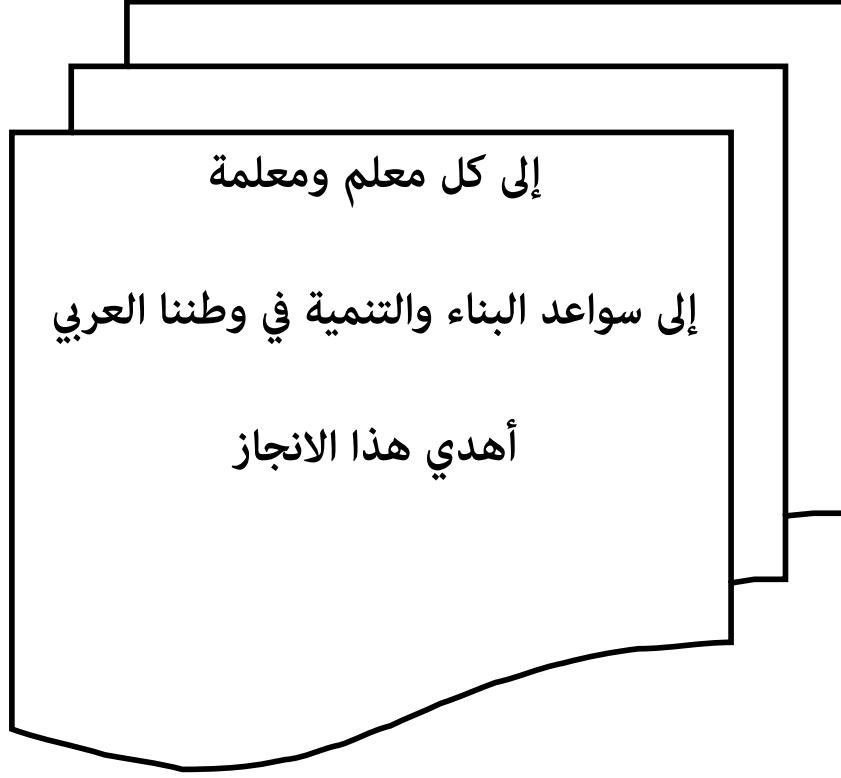 إلى كل معلم ومعلمة
إلى سواعد البناء والتنمية في وطننا العربي
أهدي هذا الانجاز